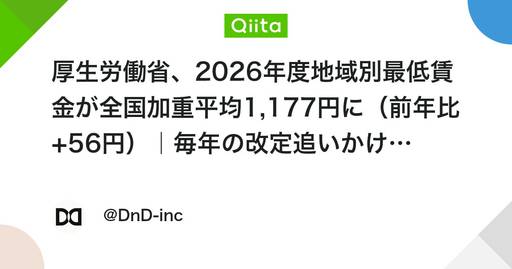 Qiita
厚生労働省、2026年度地域別最低賃
金が全国加重平均1,177円に（前年比
+56円）｜毎年の改定追いかけ…
@DnD-inc